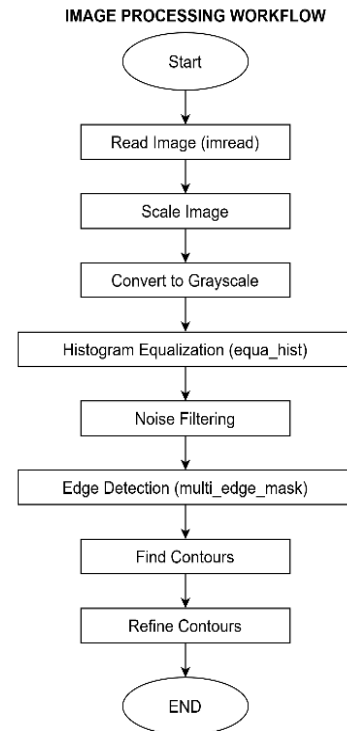 IMAGE PROCESSING WORKFLOW
Start
Read Image (imread)
Scale Image
Convert to Grayscale
Histogram Equalization (equa_hist)
Noise Filtering
Edge Detection (multi_edge_mask)
Find Contours
Refine Contours
END